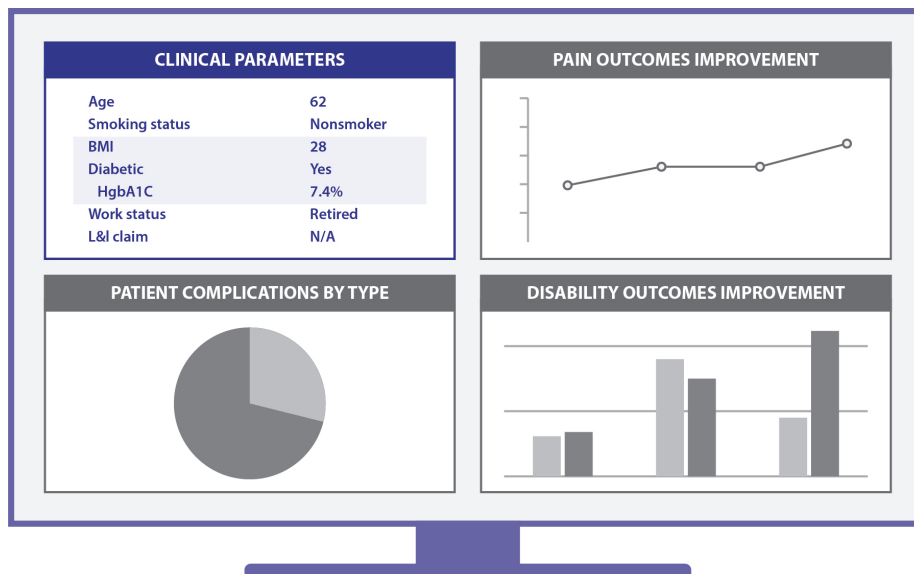 CLINICAL PARAMETERS
Age 62
Smoking status Nonsmoker
BMI 28
Diabetic Yes
HgbA1C 7.4%
Work status Retired
L&I claim N/A
PAIN OUTCOMES IMPROVEMENT
PATIENT COMPLICATIONS BY TYPE
DISABILITY OUTCOMES IMPROVEMENT